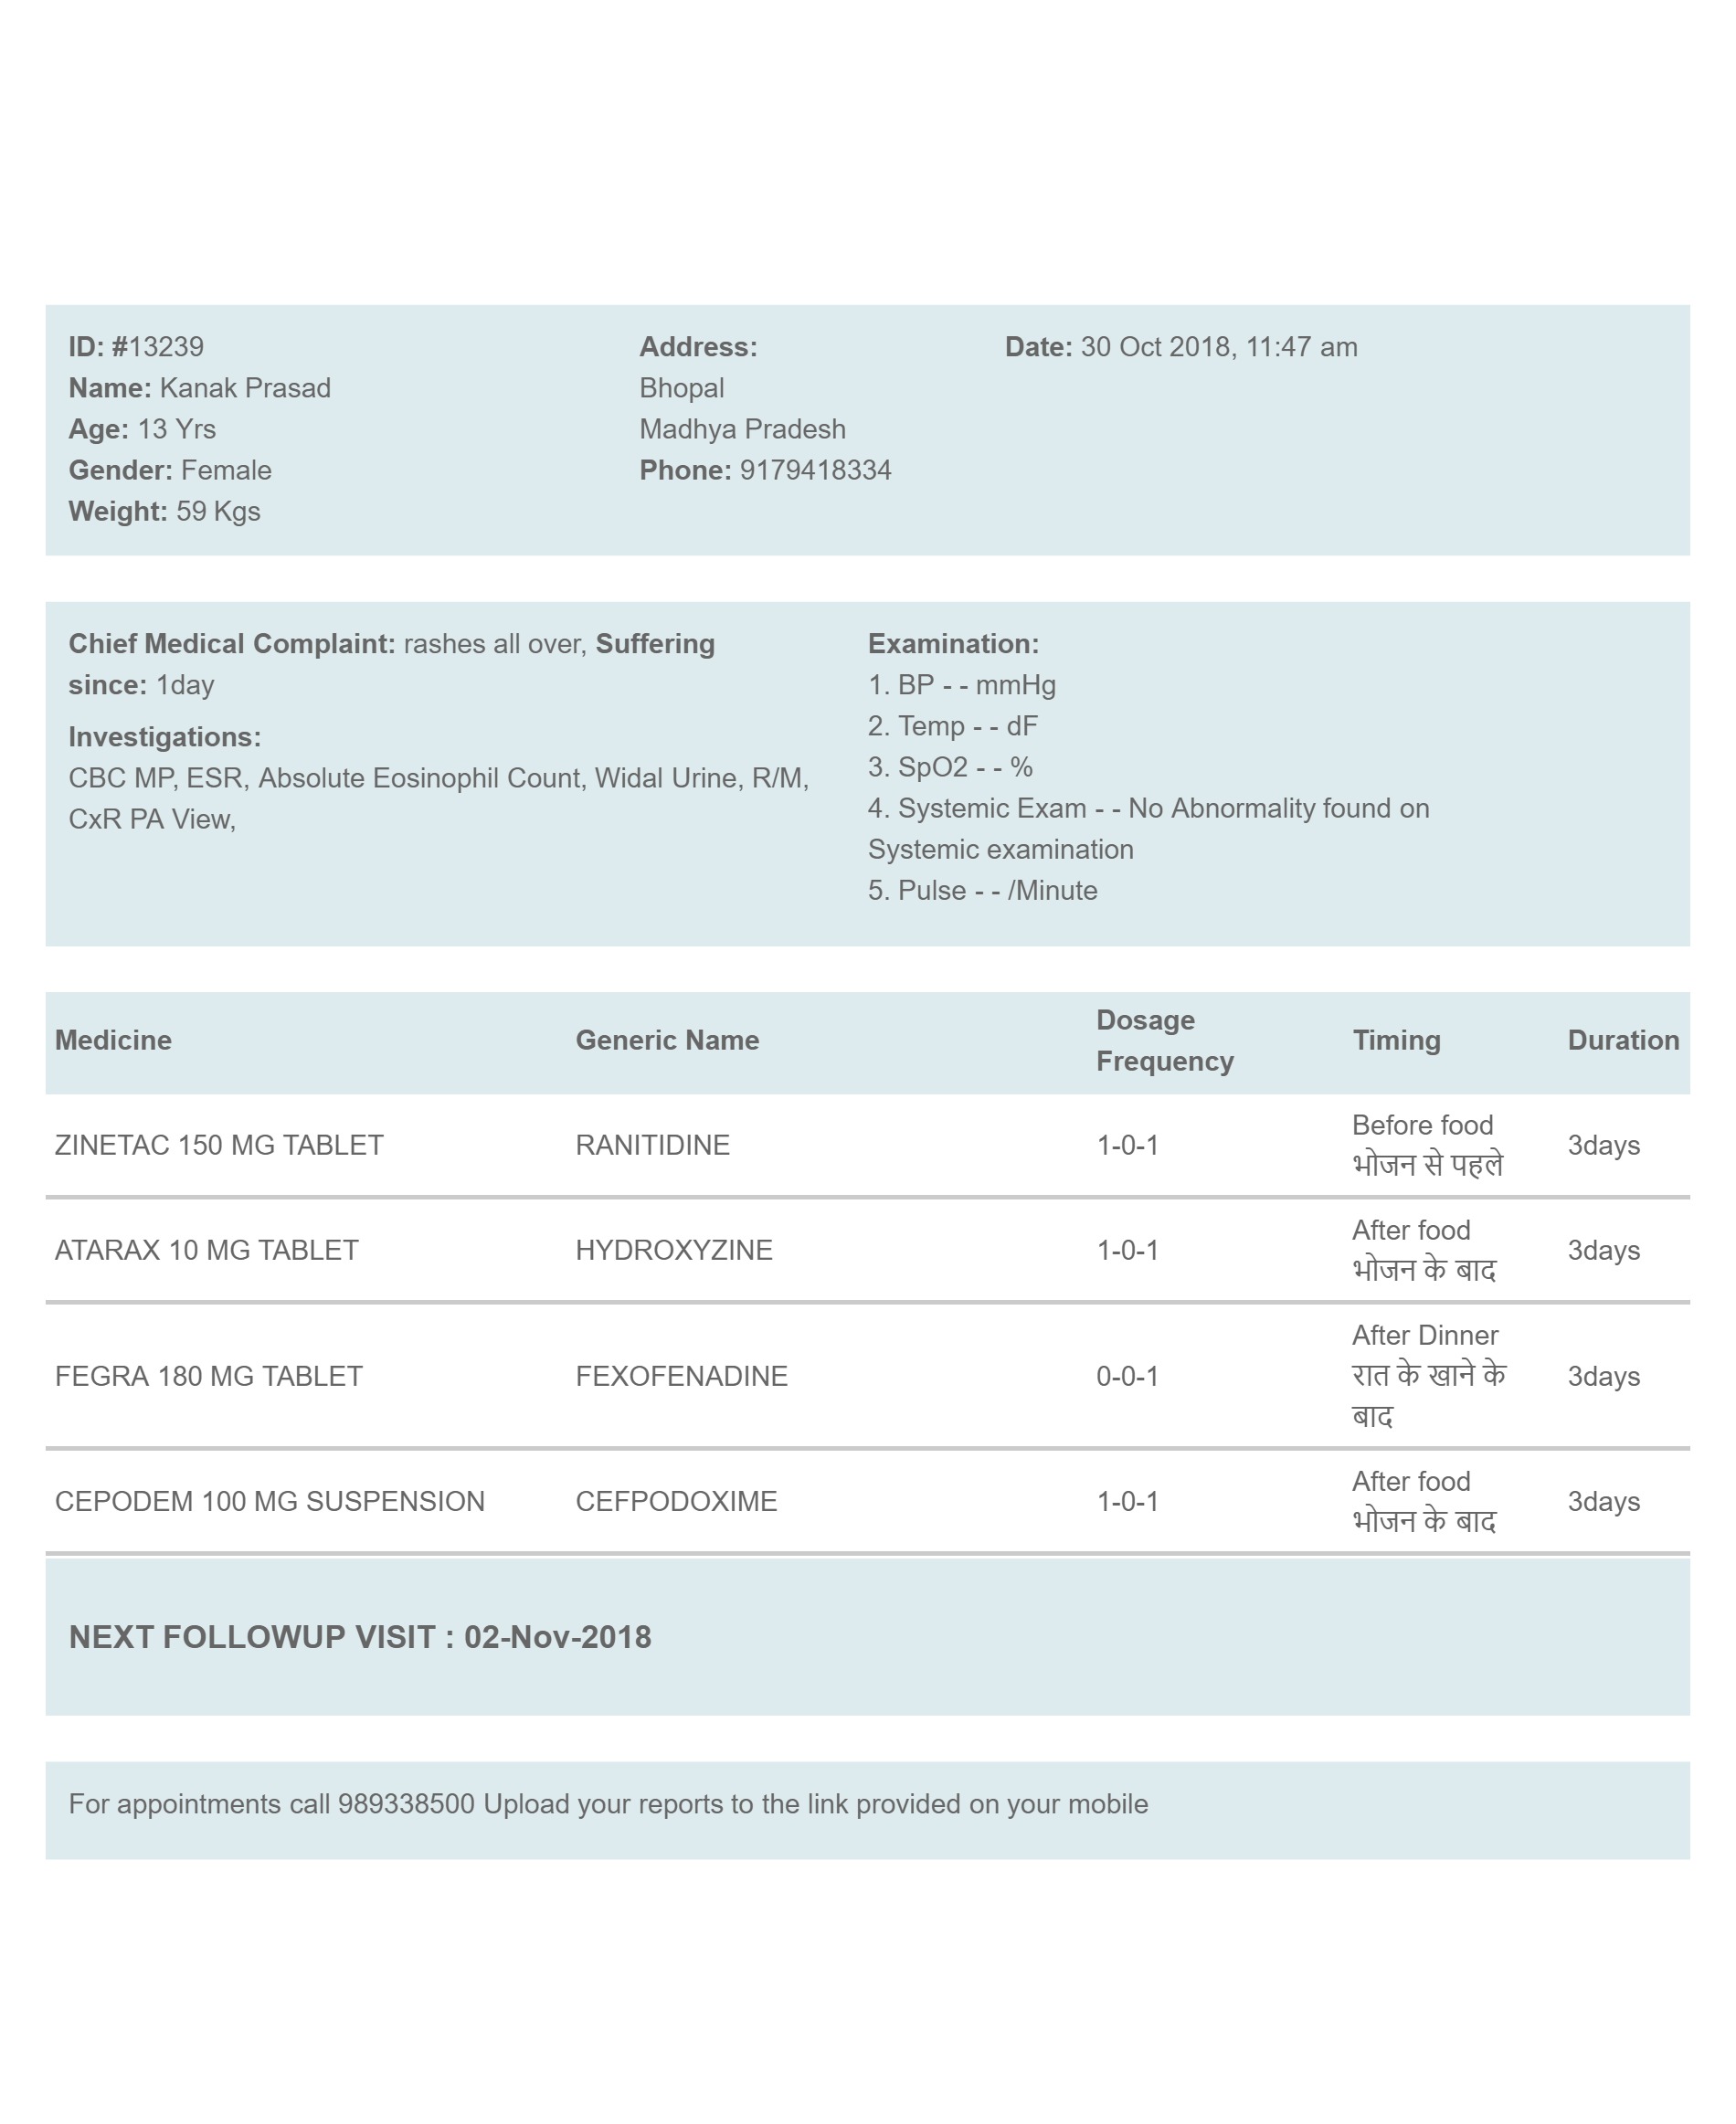 ID: #13239
Name: Kanak Prasad
Age: 13 Yrs
Gender: Female
Weight: 59 Kgs
Address:
Bhopal
Madhya Pradesh
Phone: 9179418334
Date: 30 Oct 2018, 11:47 am
Chief Medical Complaint: rashes all over, Suffering
since: 1day
Investigations:
CBC MP, ESR, Absolute Eosinophil Count, Widal Urine, R/M,
CxR PA View,
Examination:
1. BP - - mmHg
2. Temp - - dF
3. SpO2 - - %
4. Systemic Exam - - No Abnormality found on
Systemic examination
5. Pulse - - /Minute
Medicine Generic Name Dosage Frequency Timing Duration
ZINETAC 150 MG TABLET RANITIDINE 1-0-1 Before food 3days
भोजन से पहले
ATARAX 10 MG TABLET HYDROXYZINE 1-0-1 After food 3days
भोजन के बाद
FEGRA 180 MG TABLET FEXOFENADINE 0-0-1 After Dinner 3days
रात के खाने के
बाद
CEPODEM 100 MG SUSPENSION CEFPODOXIME 1-0-1 After food 3days
भोजन के बाद
NEXT FOLLOWUP VISIT : 02-Nov-2018
For appointments call 989338500 Upload your reports to the link provided on your mobile